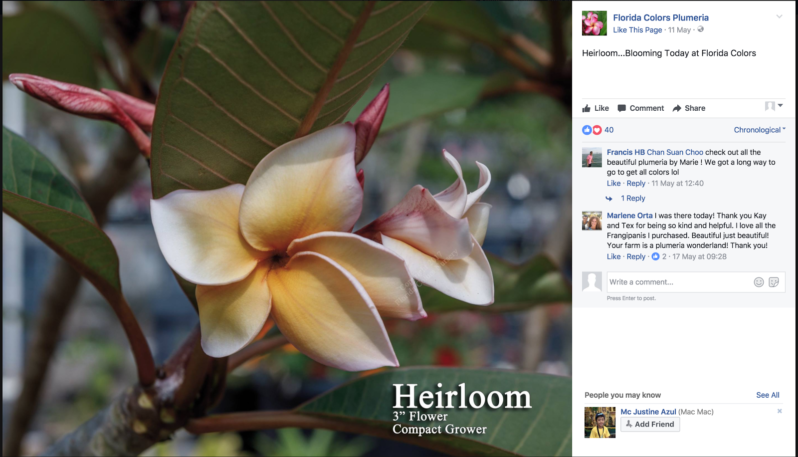 Heirloom
3” Flower
Compact Grower
Florida Colors Plumeria
Like This Page · 11 May ·
Heirloom...Blooming Today at Florida Colors
Like Comment Share
40 Chronological
Francis HB Chan Suan Choo check out all the
beautiful plumeria by Marie ! We got a long way to
go to get all colors lol
Like · Reply · 11 May at 12:40
1 Reply
Marlene Orta I was there today! Thank you Kay
and Tex for being so kind and helpful. I love all the
Frangipanis I purchased. Beautiful just beautiful!
Your farm is a plumeria wonderland! Thank you!
Like · Reply · 2 · 17 May at 09:28
Write a comment...
Press Enter to post.
People you may know See All
Mc Justine Azul (Mac Mac)
Add Friend